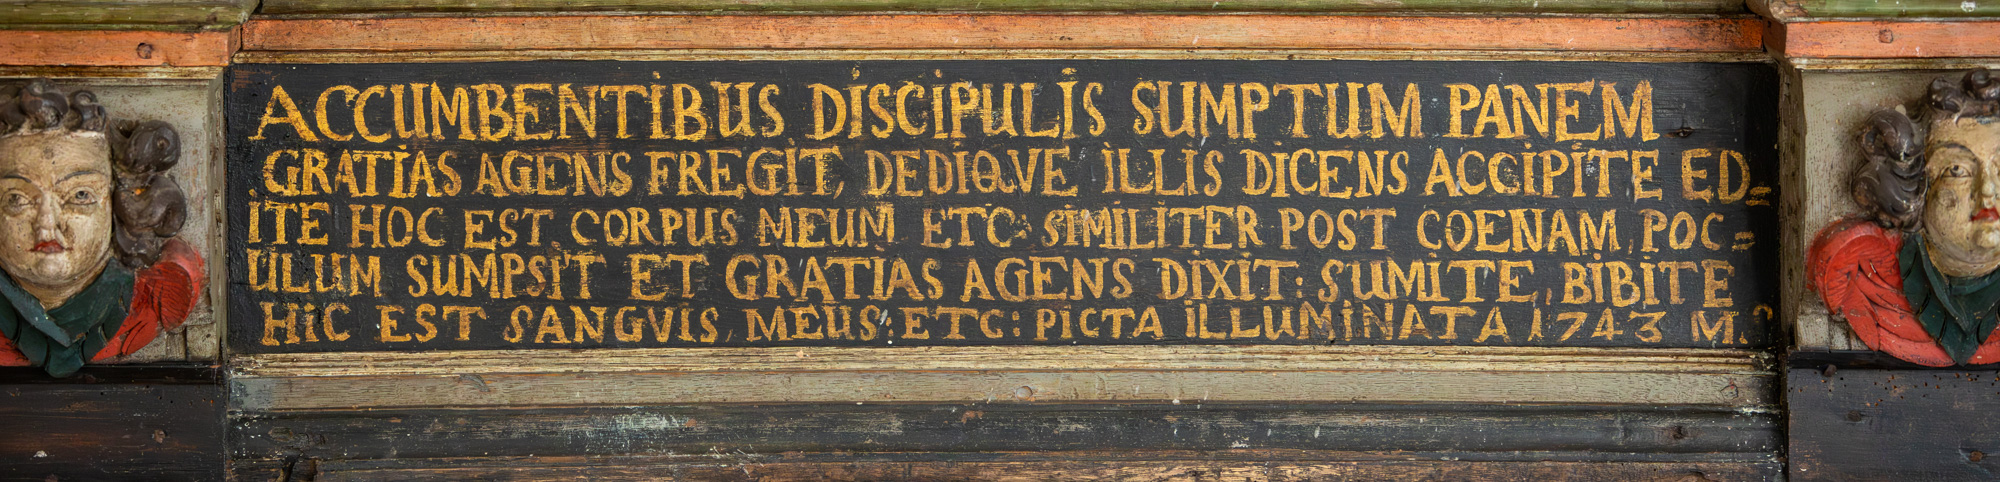 ACCUMBENTIBUS DISCIPULIS SUMPTUM PANEM
GRATIAS AGENS FREGIT, DEDIQVE ILLIS DICENS ACCIPITE ED=
ITE HOC EST CORPUS MEUM ETC: SIMILITER POST COENAM, POC=
ULUM SUMPSIT ET GRATIAS AGENS DIXIT: SUMITE, BIBITE
HIC EST SANGVIS, MEUS: ETC: PICTA ILLUMINATA 1743 M.